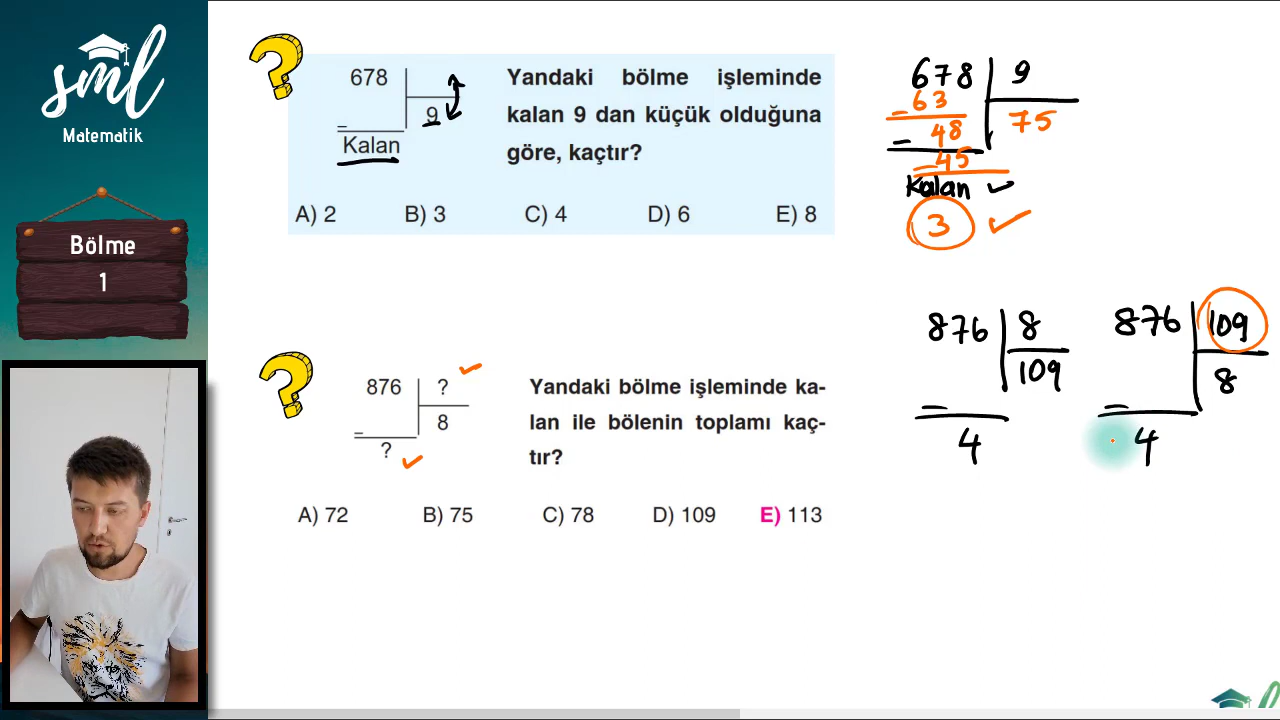 sml
Matematik
Bölme
1
678
9
Kalan
Yandaki bölme işleminde
kalan 9 dan küçük olduğuna
göre, kaçtır?
A) 2 B) 3 C) 4 D) 6 E) 8
678 9
63 75
48
45
Kalan
3
876 ?
8
?
Yandaki bölme işleminde ka-
lan ile bölenin toplamı kaç-
tır?
A) 72 B) 75 C) 78 D) 109 E) 113
876 8
109
4
876 109
8
4